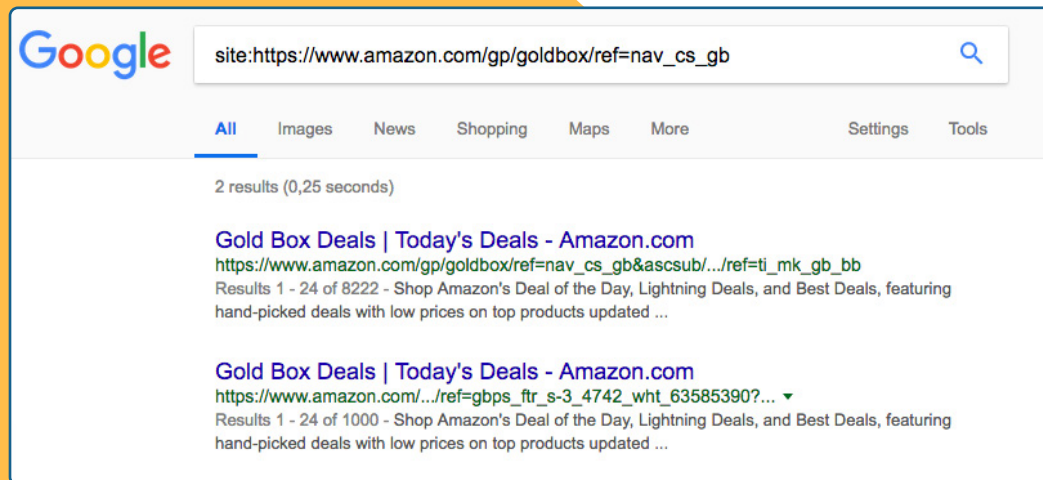 Google
site:https://www.amazon.com/gp/goldbox/ref=nav_cs_gb
All Images News Shopping Maps More Settings Tools
2 results (0,25 seconds)
Gold Box Deals | Today's Deals - Amazon.com
https://www.amazon.com/gp/goldbox/ref=nav_cs_gb&ascsub/.../ref=ti_mk_gb_bb
Results 1 - 24 of 8222 - Shop Amazon's Deal of the Day, Lightning Deals, and Best Deals, featuring
hand-picked deals with low prices on top products updated ...
Gold Box Deals | Today's Deals - Amazon.com
https://www.amazon.com/.../ref=gbps_ftr_s-3_4742_wht_63585390?...
Results 1 - 24 of 1000 - Shop Amazon's Deal of the Day, Lightning Deals, and Best Deals, featuring
hand-picked deals with low prices on top products updated ...